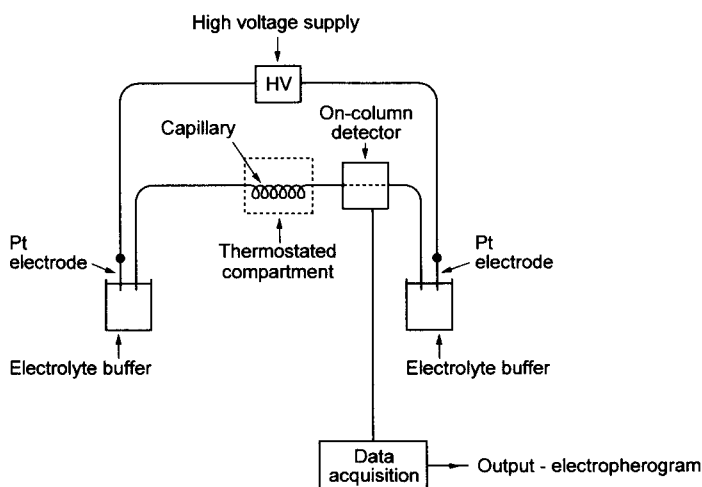 High voltage supply
HV
On-column
detector
Capillary
Thermostated
compartment
Pt
electrode
Pt
electrode
Electrolyte buffer
Electrolyte buffer
Data
acquisition
Output - electropherogram